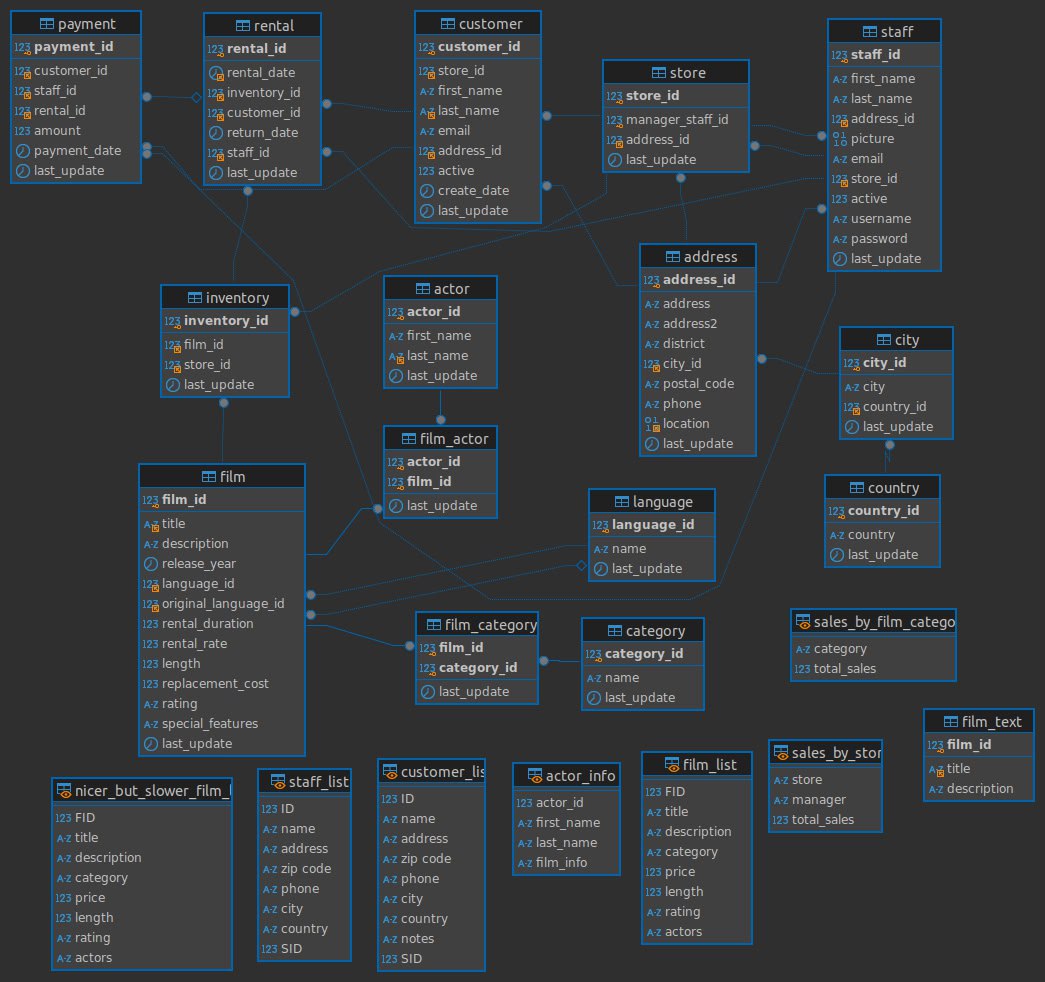 payment
payment_id
customer_id
staff_id
rental_id
amount
payment_date
last_update
rental
rental_id
rental_date
inventory_id
customer_id
return_date
staff_id
last_update
customer
customer_id
store_id
first_name
last_name
email
address_id
active
create_date
last_update
store
store_id
manager_staff_id
address_id
last_update
staff
staff_id
first_name
last_name
address_id
picture
email
store_id
active
username
password
last_update
inventory
inventory_id
film_id
store_id
last_update
actor
actor_id
first_name
last_name
last_update
address
address_id
address
address2
district
city_id
postal_code
phone
location
last_update
city
city_id
city
country_id
last_update
film_actor
actor_id
film_id
last_update
film
film_id
title
description
release_year
language_id
original_language_id
rental_duration
rental_rate
length
replacement_cost
rating
special_features
last_update
language
language_id
name
last_update
country
country_id
country
last_update
film_category
film_id
category_id
last_update
category
category_id
name
last_update
sales_by_film_catego
category
total_sales
nicer_but_slower_film_l
FID
title
description
category
price
length
rating
actors
staff_list
ID
name
address
zip code
phone
city
country
SID
customer_lis
ID
name
address
zip code
phone
city
country
notes
SID
actor_info
actor_id
first_name
last_name
film_info
film_list
FID
title
description
category
price
length
rating
actors
sales_by_stor
store
manager
total_sales
film_text
film_id
title
description